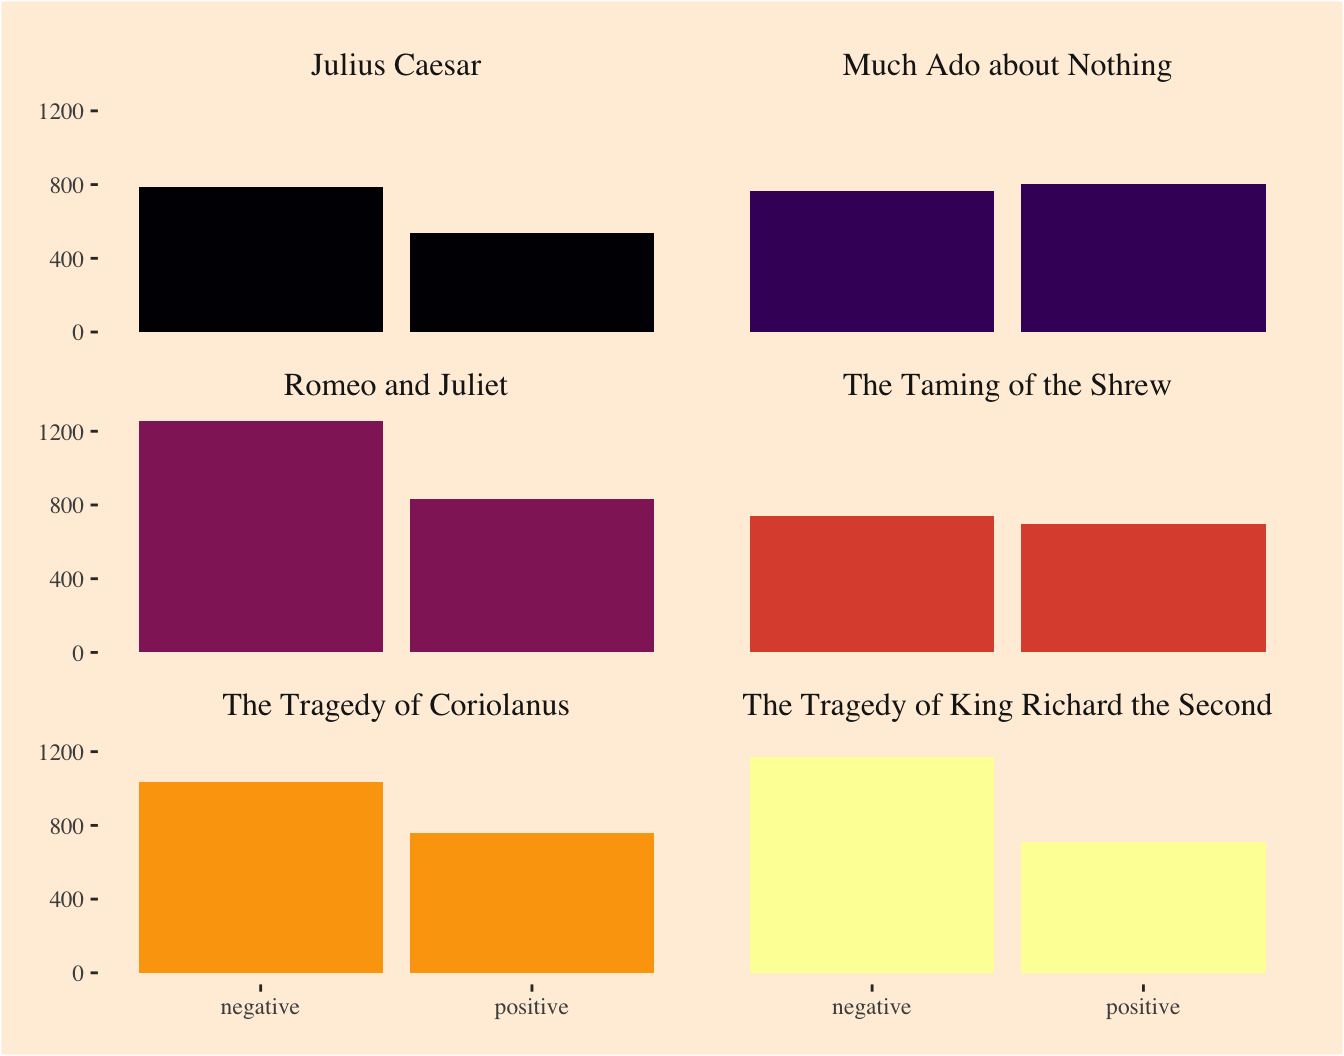 Julius Caesar
Much Ado about Nothing
1200
800
400
0
Romeo and Juliet
The Taming of the Shrew
1200
800
400
0
The Tragedy of Coriolanus
The Tragedy of King Richard the Second
1200
800
400
0
negative
positive
negative
positive